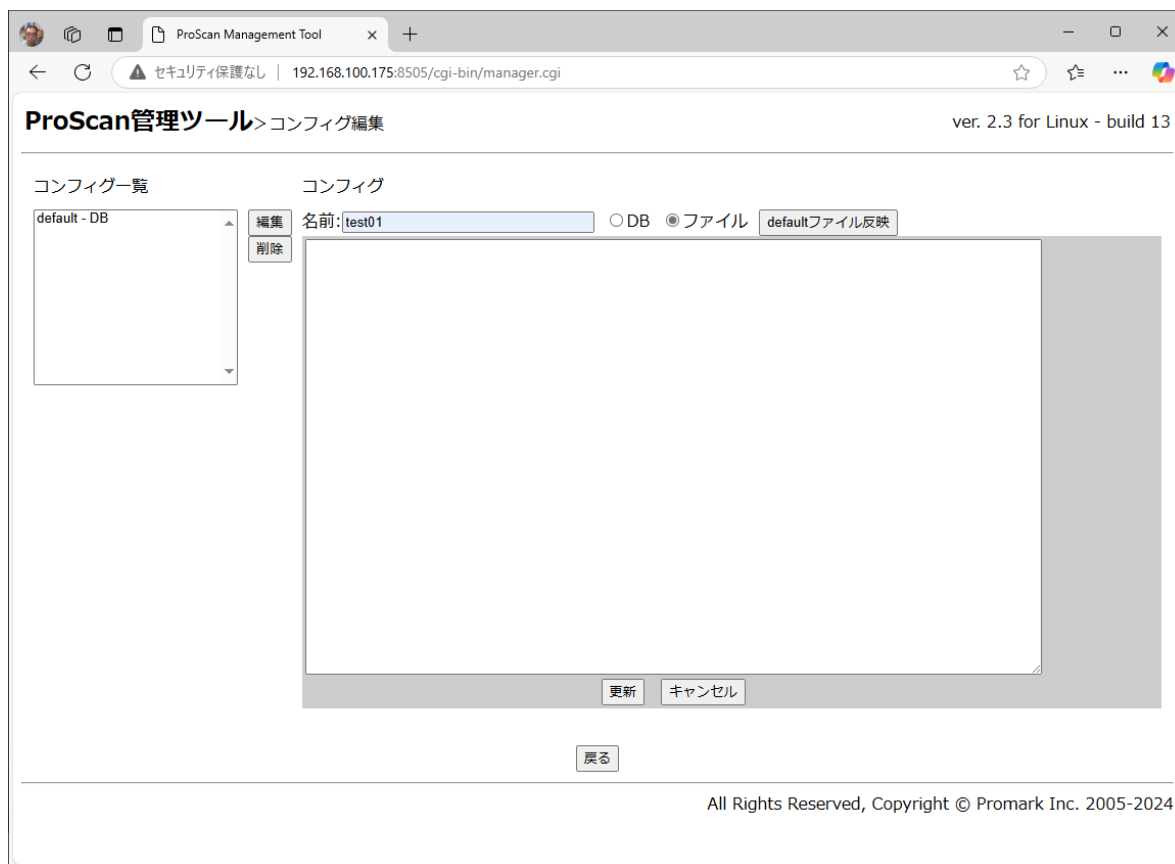 ProScan Management Tool
セキュリティ保護なし | 192.168.100.175:8505/cgi-bin/manager.cgi
ProScan管理ツール>コンフィグ編集
ver. 2.3 for Linux - build 13
コンフィグ一覧
コンフィグ
default - DB
編集
削除
名前:test01 DB ファイル defaultファイル反映
更新 キャンセル
戻る
All Rights Reserved, Copyright © Promark Inc. 2005-2024